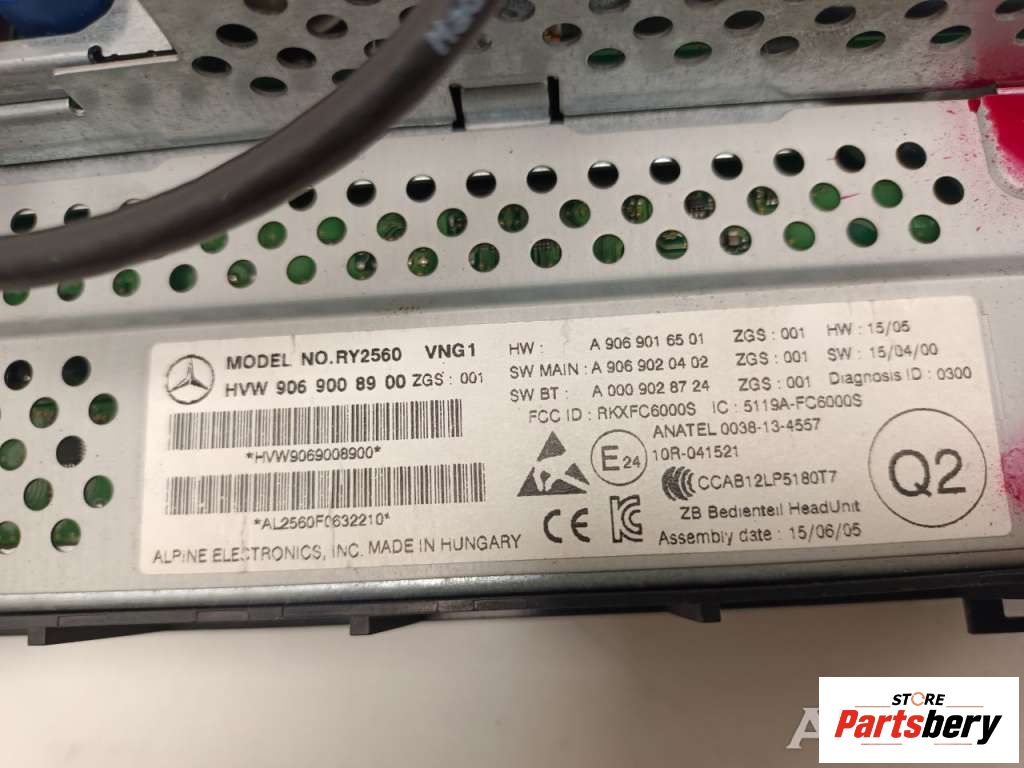 MODEL NO.RY2560 VNG1
HVW 906 900 89 00 ZGS : 001
*HVW9069008900*
*AL2560F0632210*
ALPINE ELECTRONICS, INC. MADE IN HUNGARY
HW : A 906 901 65 01 ZGS : 001 HW : 15/05
SW MAIN : A 906 902 04 02 ZGS : 001 SW : 15/04/00
SW BT : A 000 902 87 24 ZGS : 001 Diagnosis ID : 0300
FCC ID : RKXFC6000S IC : 5119A-FC6000S
ANATEL 0038-13-4557
E24 10R-041521
CCAB12LP5180T7
Q2
CE
ZB Bedienteil HeadUnit
Assembly date : 15/06/05
STORE
Partsbery